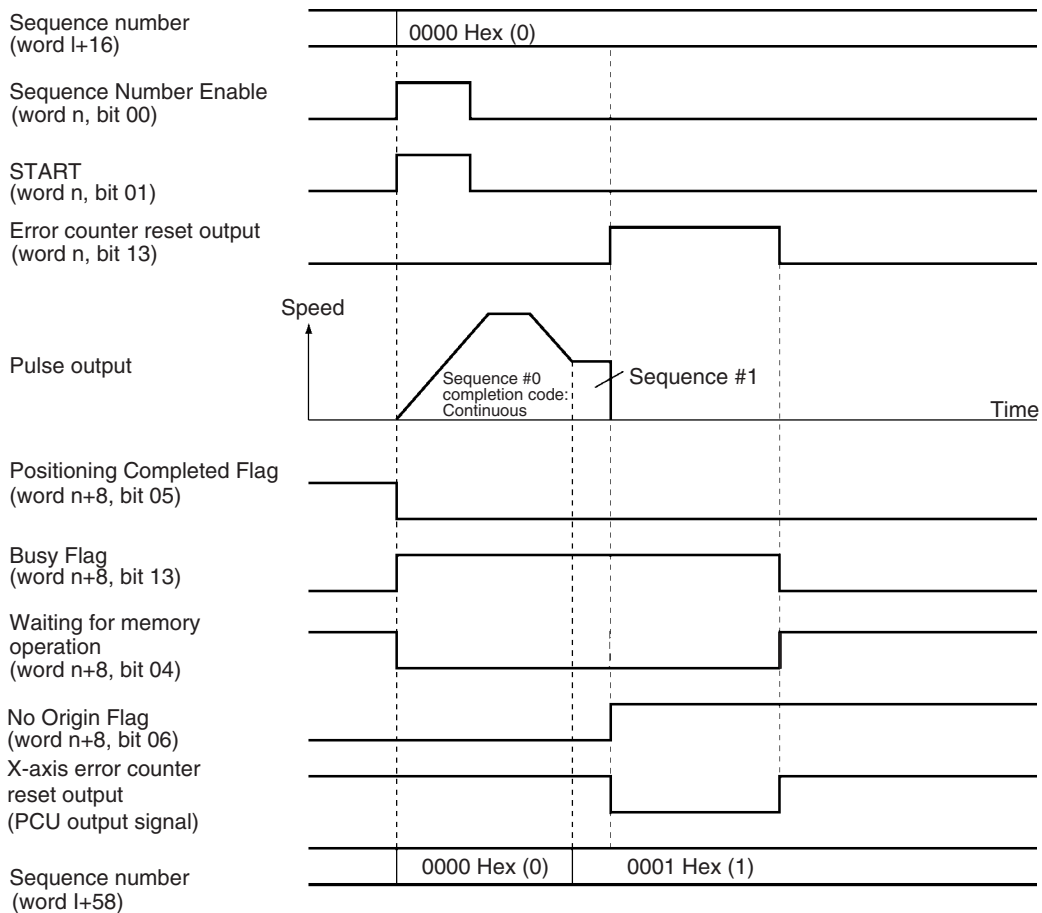 Sequence number
(word l+16)
0000 Hex (0)
Sequence Number Enable
(word n, bit 00)
START
(word n, bit 01)
Error counter reset output
(word n, bit 13)
Speed
Pulse output
Sequence #0
completion code:
Continuous
Sequence #1
Time
Positioning Completed Flag
(word n+8, bit 05)
Busy Flag
(word n+8, bit 13)
Waiting for memory
operation
(word n+8, bit 04)
No Origin Flag
(word n+8, bit 06)
X-axis error counter
reset output
(PCU output signal)
Sequence number
(word l+58)
0000 Hex (0)
0001 Hex (1)